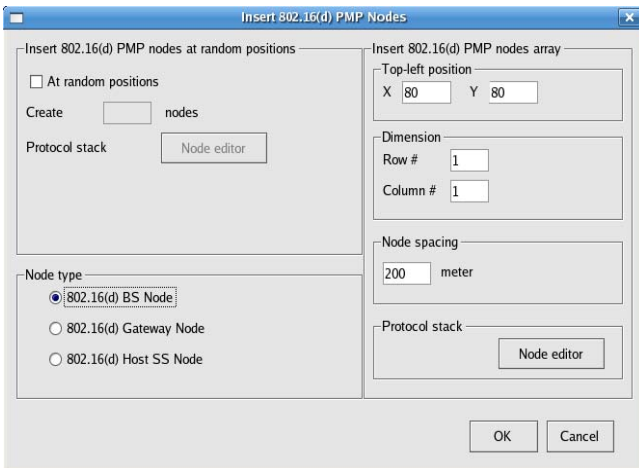 Insert 802.16(d) PMP Nodes
Insert 802.16(d) PMP nodes at random positions
At random positions
Create nodes
Protocol stack Node editor
Node type
802.16(d) BS Node
802.16(d) Gateway Node
802.16(d) Host SS Node
Insert 802.16(d) PMP nodes array
Top-left position
X 80 Y 80
Dimension
Row # 1
Column # 1
Node spacing
200 meter
Protocol stack
Node editor
OK Cancel